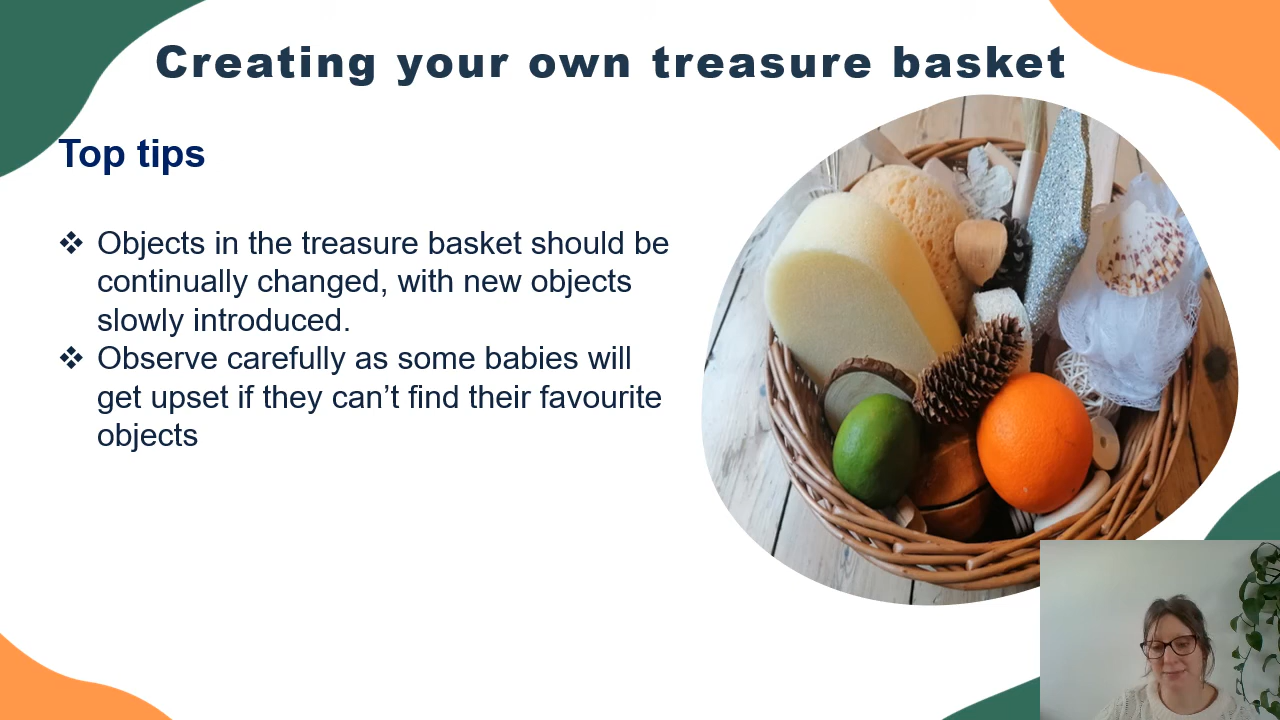 Creating your own treasure basket
Top tips
❖ Objects in the treasure basket should be
continually changed, with new objects
slowly introduced.
❖ Observe carefully as some babies will
get upset if they can’t find their favourite
objects